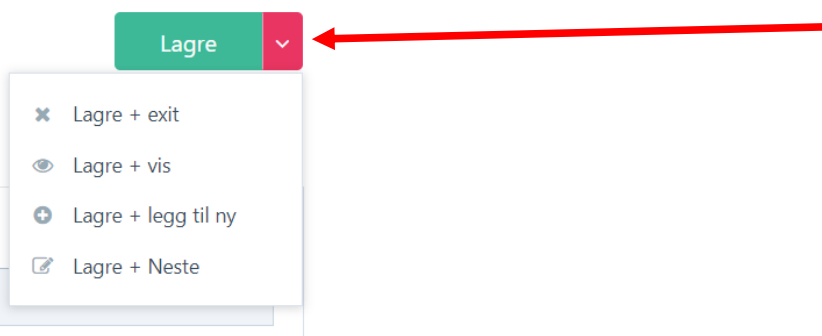 Lagre
Lagre + exit
Lagre + vis
Lagre + legg til ny
Lagre + Neste